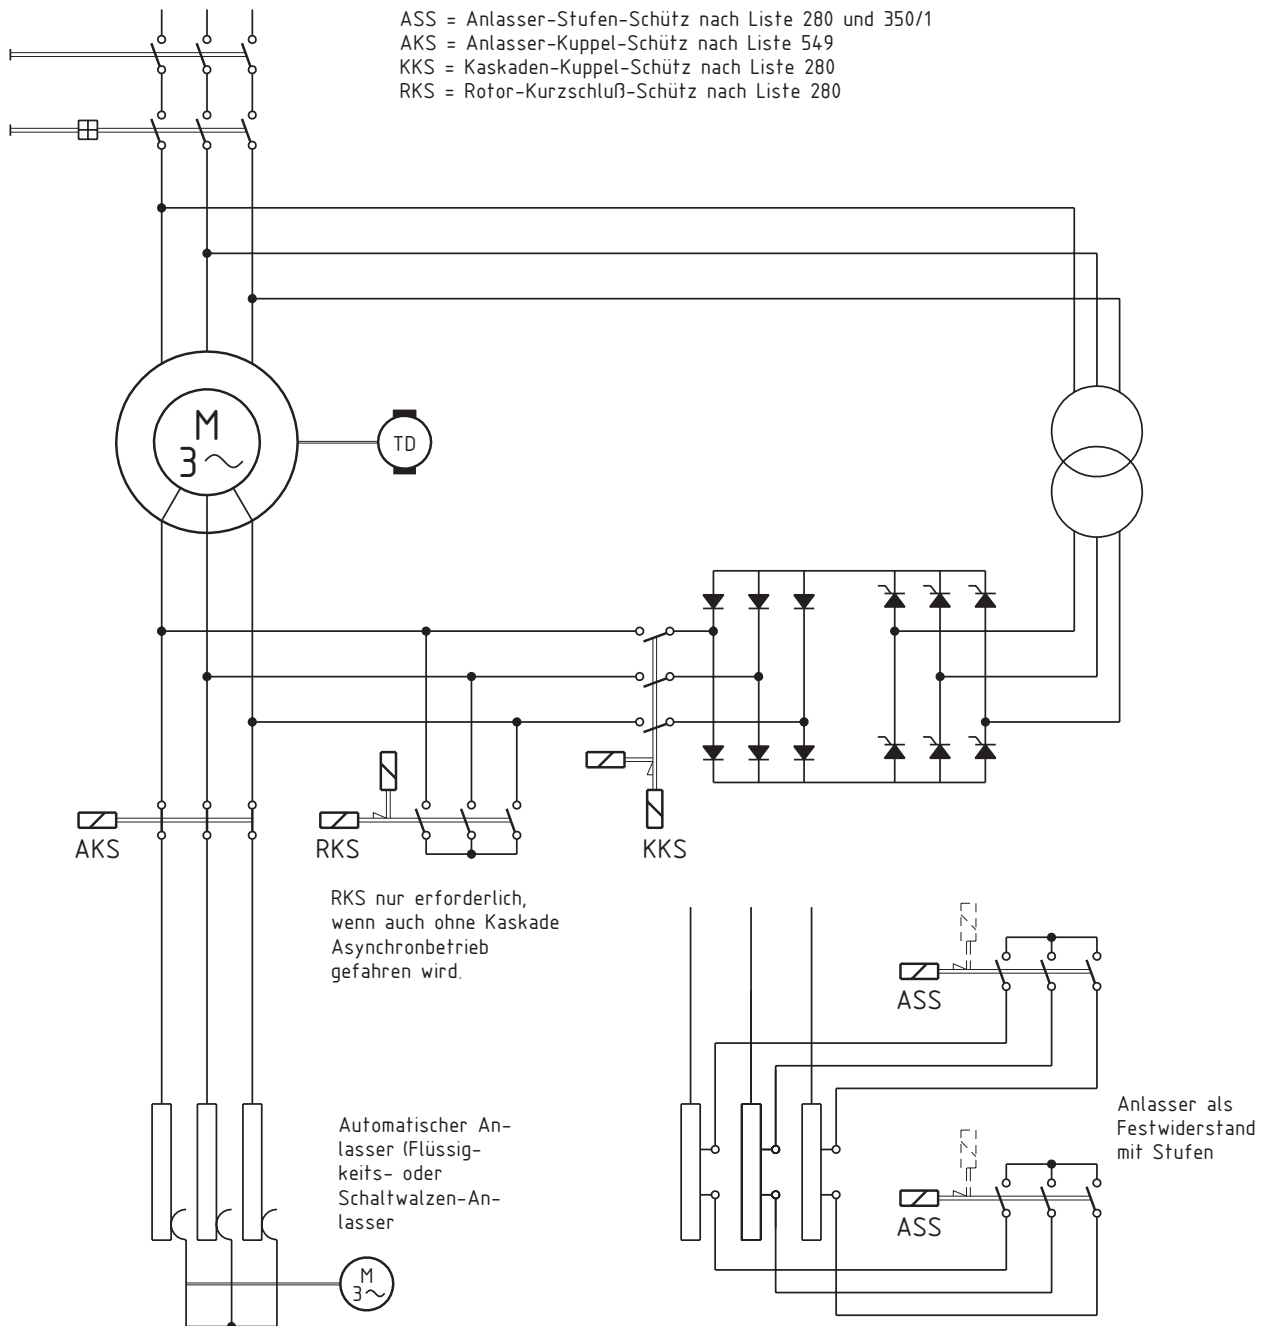 ASS = Anlasser-Stufen-Schütz nach Liste 280 und 350/1
AKS = Anlasser-Kuppel-Schütz nach Liste 549
KKS = Kaskaden-Kuppel-Schütz nach Liste 280
RKS = Rotor-Kurzschluß-Schütz nach Liste 280
M
3~
TD
AKS
RKS
KKS
RKS nur erforderlich,
wenn auch ohne Kaskade
Asynchronbetrieb
gefahren wird.
ASS
Automatischer An-
lasser (Flüssig-
keits- oder
Schaltwalzen-An-
lasser
M
3~
Anlasser als
Festwiderstand
mit Stufen
ASS